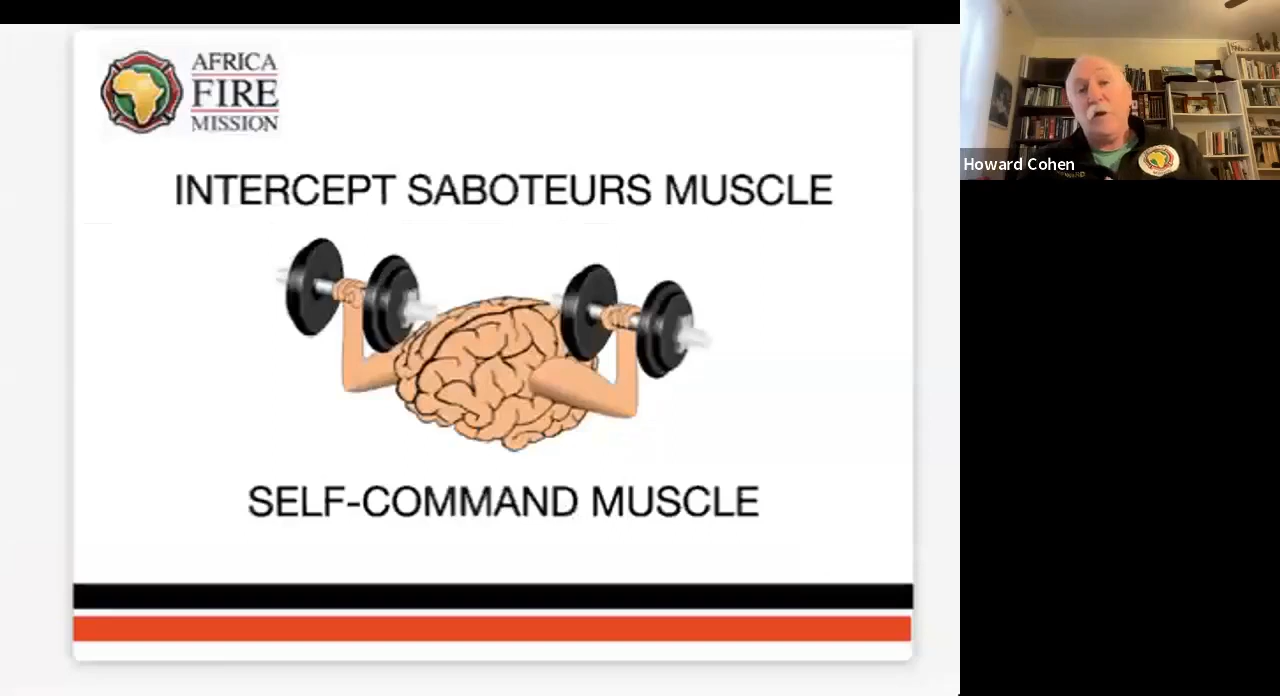 AFRICA
FIRE
MISSION
INTERCEPT SABOTEURS MUSCLE
SELF-COMMAND MUSCLE
Howard Cohen